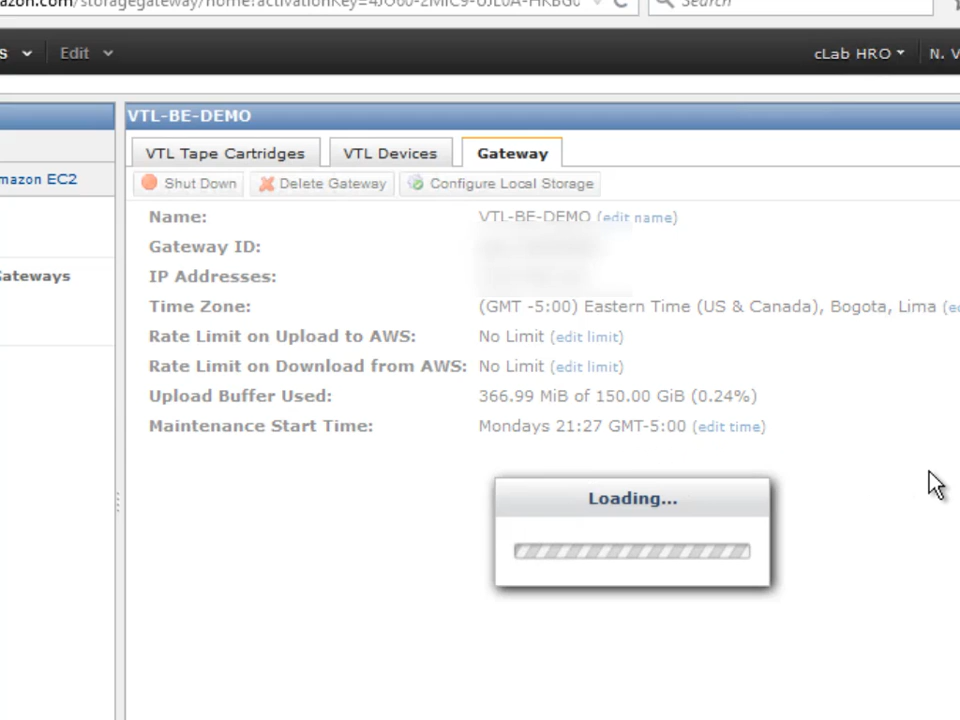 Search
Edit
cLab HRO
N. V
VTL-BE-DEMO
VTL Tape Cartridges
VTL Devices
Gateway
mazon EC2
Shut Down
Delete Gateway
Configure Local Storage
Name: VTL-BE-DEMO (edit name)
Gateway ID:
Gateways
IP Addresses:
Time Zone: (GMT -5:00) Eastern Time (US & Canada), Bogota, Lima (e
Rate Limit on Upload to AWS: No Limit (edit limit)
Rate Limit on Download from AWS: No Limit (edit limit)
Upload Buffer Used: 366.99 MiB of 150.00 GiB (0.24%)
Maintenance Start Time: Mondays 21:27 GMT-5:00 (edit time)
Loading...